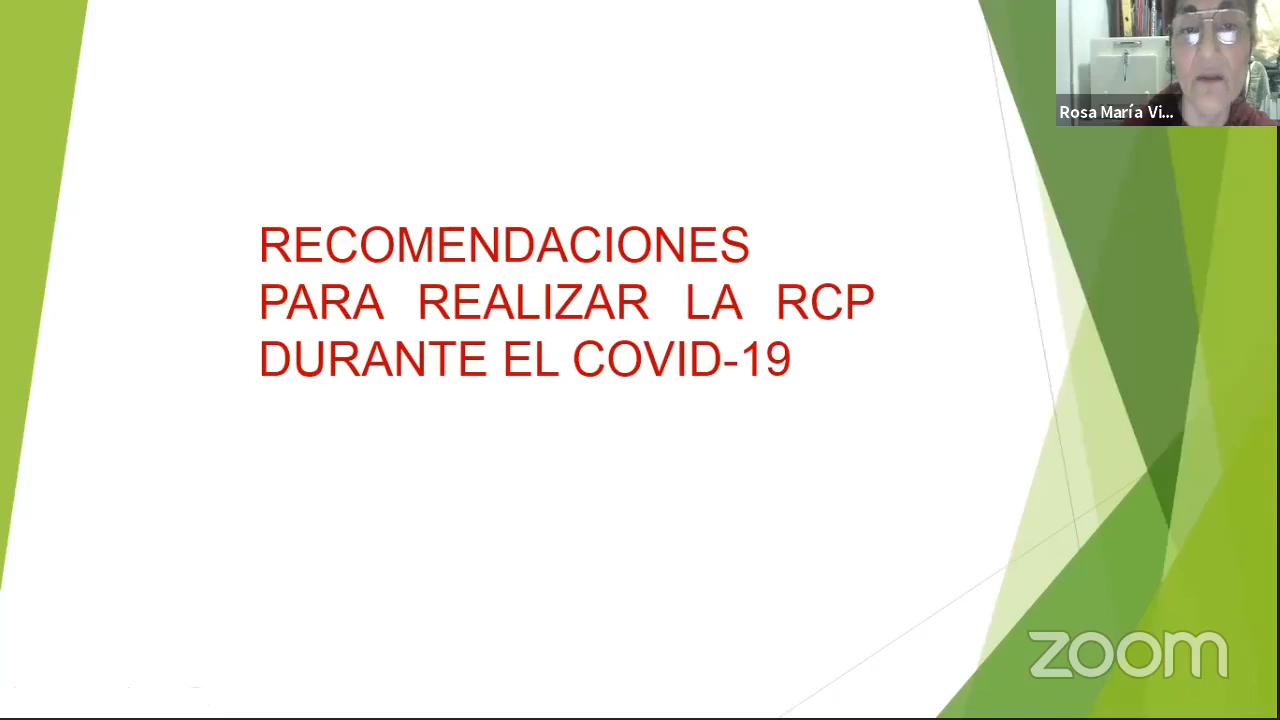 Rosa María Vi...
RECOMENDACIONES
PARA REALIZAR LA RCP
DURANTE EL COVID-19
zoom